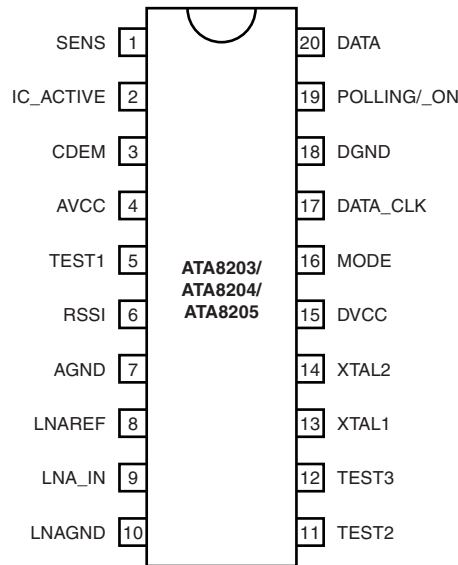 SENS 1 20 DATA
IC_ACTIVE 2 19 POLLING/_ON
CDEM 3 18 DGND
AVCC 4 17 DATA_CLK
TEST1 5 16 MODE
ATA8203/
ATA8204/
ATA8205
RSSI 6 15 DVCC
AGND 7 14 XTAL2
LNAREF 8 13 XTAL1
LNA_IN 9 12 TEST3
LNAGND 10 11 TEST2